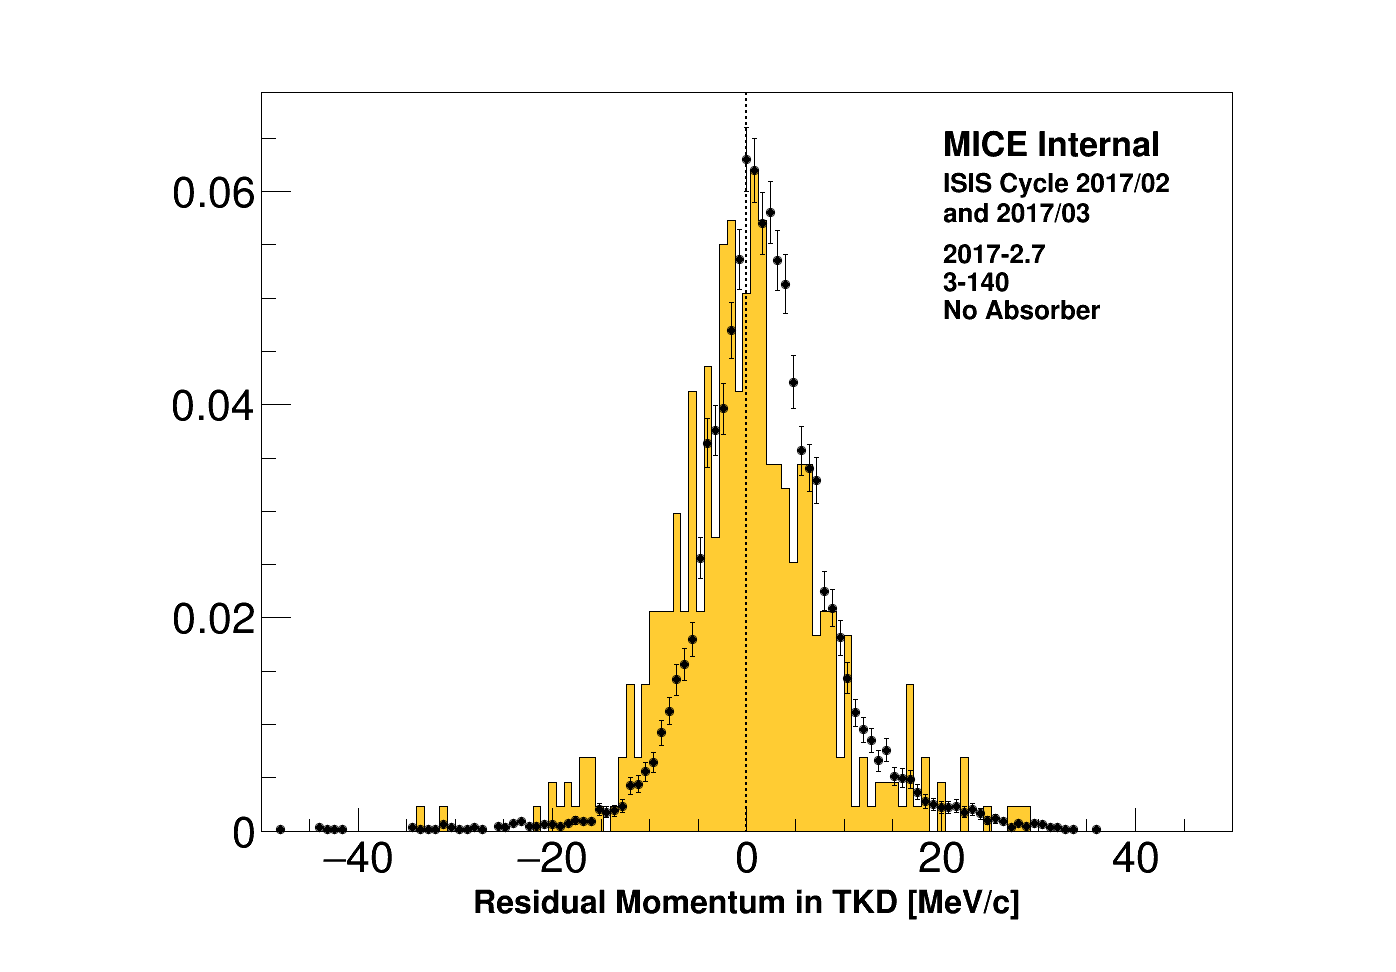 MICE Internal
ISIS Cycle 2017/02
and 2017/03
2017-2.7
3-140
No Absorber
0.06
0.04
0.02
0
−40 −20 0 20 40
Residual Momentum in TKD [MeV/c]